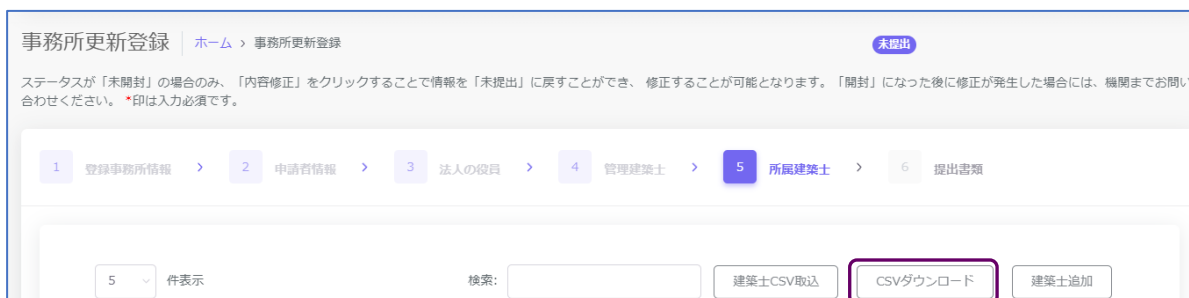 事務所更新登録 ホーム > 事務所更新登録 未提出
ステータスが「未開封」の場合のみ、「内容修正」をクリックすることで情報を「未提出」に戻すことができ、 修正することが可能となります。「開封」になった後に修正が発生した場合には、機関までお問い
合わせください。 *印は入力必須です。
1 登録事務所情報 > 2 申請者情報 > 3 法人の役員 > 4 管理建築士 > 5 所属建築士 > 6 提出書類
5 件表示 検索: 建築士CSV取込 CSVダウンロード 建築士追加